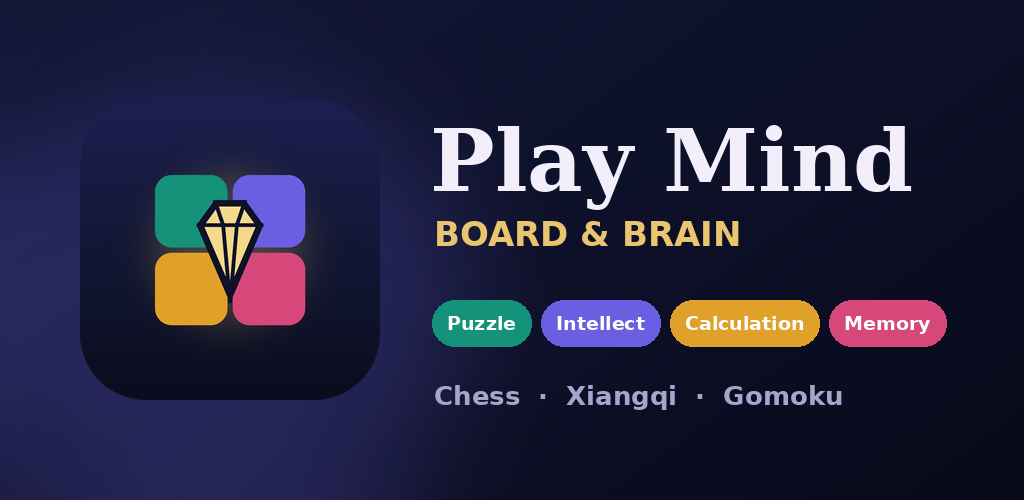 Play Mind
BOARD & BRAIN
Puzzle Intellect Calculation Memory
Chess · Xiangqi · Gomoku